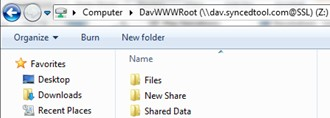 Computer DavWWWRoot (\\dav.syncedtool.com@SSL) (Z:)
Organize Burn New folder
Favorites
Desktop
Downloads
Recent Places
Name
Files
New Share
Shared Data